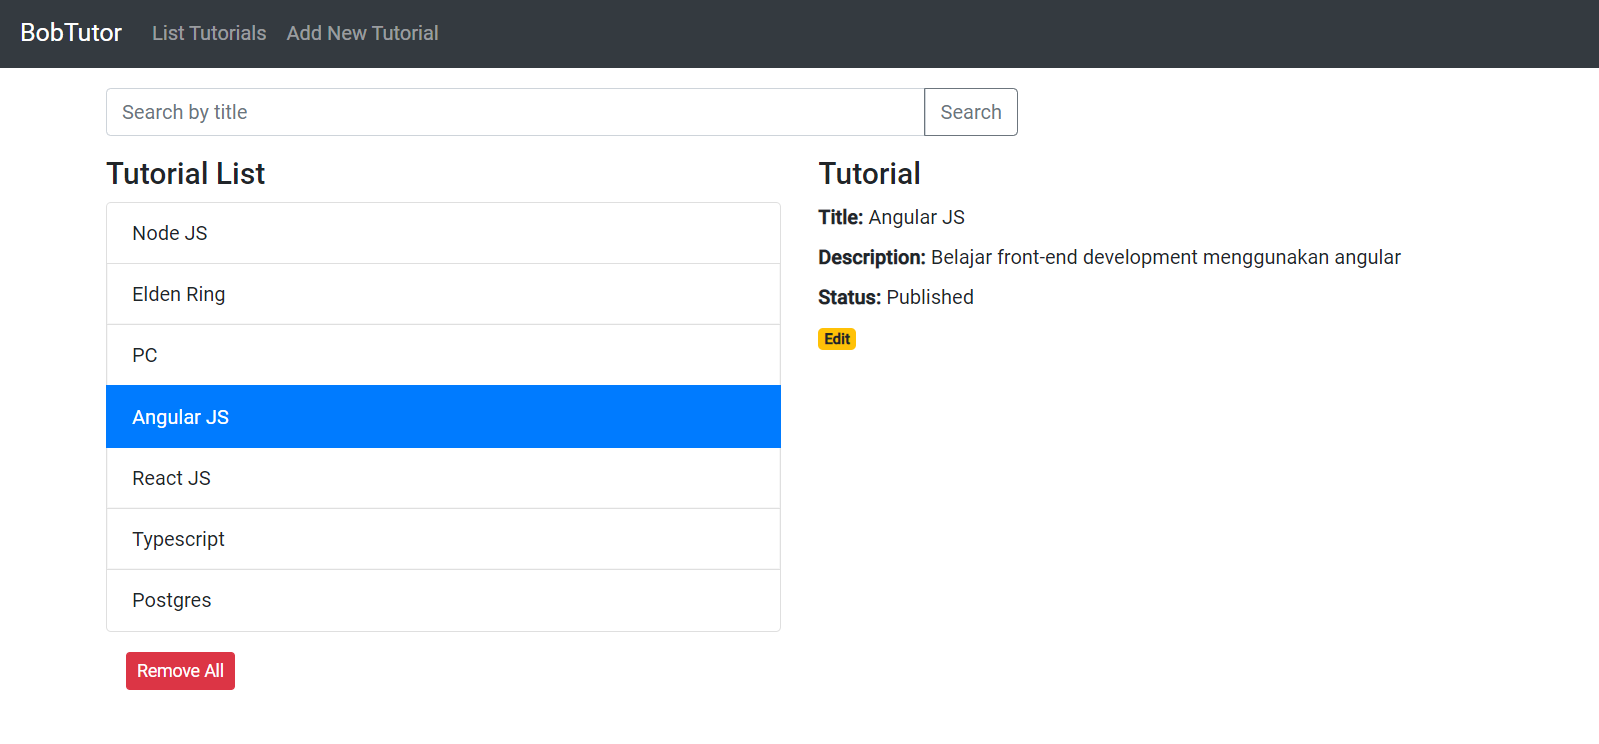 BobTutor List Tutorials Add New Tutorial
Search by title Search
Tutorial List
Node JS
Elden Ring
PC
Angular JS
React JS
Typescript
Postgres
Remove All
Tutorial
Title: Angular JS
Description: Belajar front-end development menggunakan angular
Status: Published
Edit